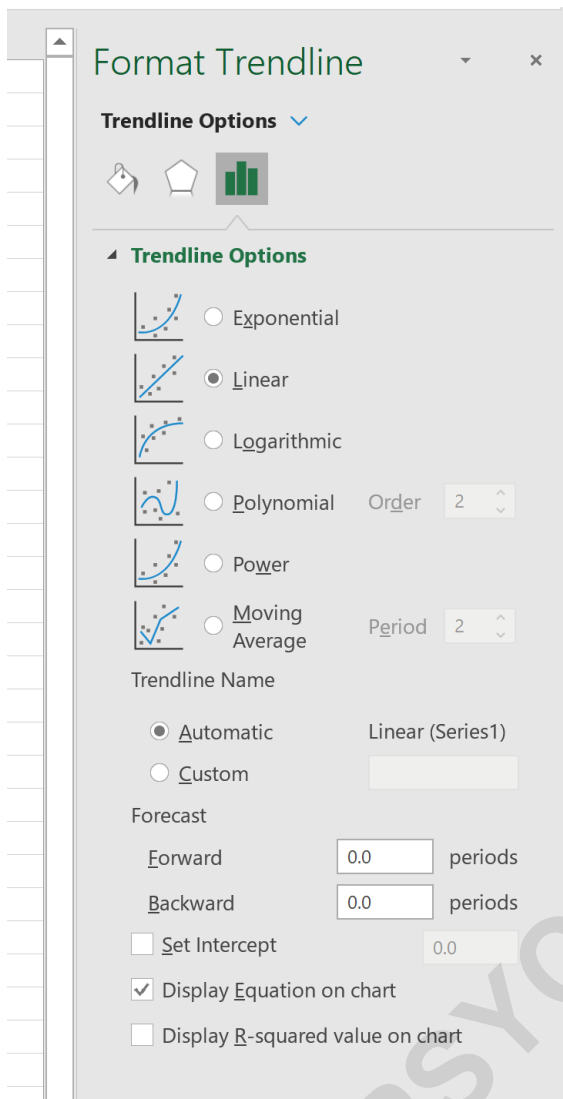 Format Trendline
Trendline Options
Trendline Options
Exponential
Linear
Logarithmic
Polynomial Order 2
Power
Moving
Average Period 2
Trendline Name
Automatic Linear (Series1)
Custom
Forecast
Forward 0.0 periods
Backward 0.0 periods
Set Intercept 0.0
Display Equation on chart
Display R-squared value on chart